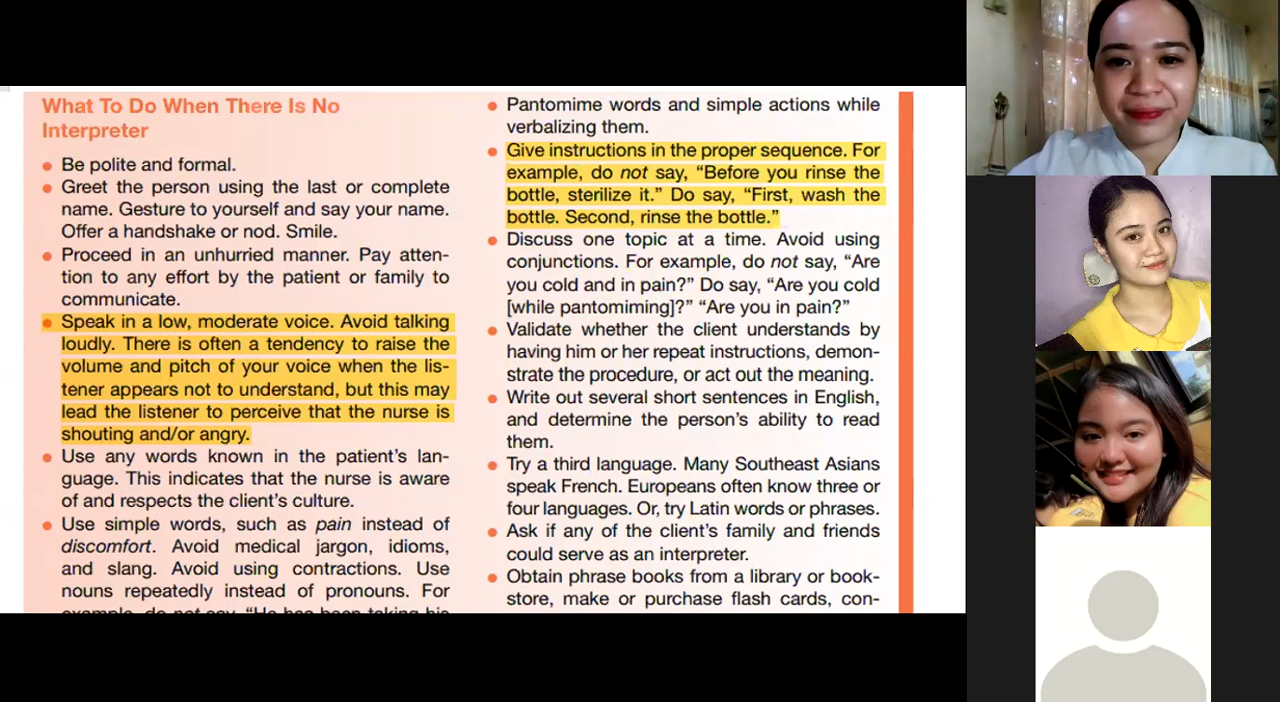 What To Do When There Is No
Interpreter
• Be polite and formal.
• Greet the person using the last or complete
name. Gesture to yourself and say your name.
Offer a handshake or nod. Smile.
• Proceed in an unhurried manner. Pay atten-
tion to any effort by the patient or family to
communicate.
• Speak in a low, moderate voice. Avoid talking
loudly. There is often a tendency to raise the
volume and pitch of your voice when the lis-
tener appears not to understand, but this may
lead the listener to perceive that the nurse is
shouting and/or angry.
• Use any words known in the patient's lan-
guage. This indicates that the nurse is aware
of and respects the client's culture.
• Use simple words, such as pain instead of
discomfort. Avoid medical jargon, idioms,
and slang. Avoid using contractions. Use
nouns repeatedly instead of pronouns. For
example, do not say, "He has been taking his
• Pantomime words and simple actions while
verbalizing them.
• Give instructions in the proper sequence. For
example, do not say, "Before you rinse the
bottle, sterilize it." Do say, "First, wash the
bottle. Second, rinse the bottle."
• Discuss one topic at a time. Avoid using
conjunctions. For example, do not say, "Are
you cold and in pain?" Do say, "Are you cold
[while pantomiming]?" "Are you in pain?"
• Validate whether the client understands by
having him or her repeat instructions, demon-
strate the procedure, or act out the meaning.
• Write out several short sentences in English,
and determine the person's ability to read
them.
• Try a third language. Many Southeast Asians
speak French. Europeans often know three or
four languages. Or, try Latin words or phrases.
• Ask if any of the client's family and friends
could serve as an interpreter.
• Obtain phrase books from a library or book-
store, make or purchase flash cards, con-